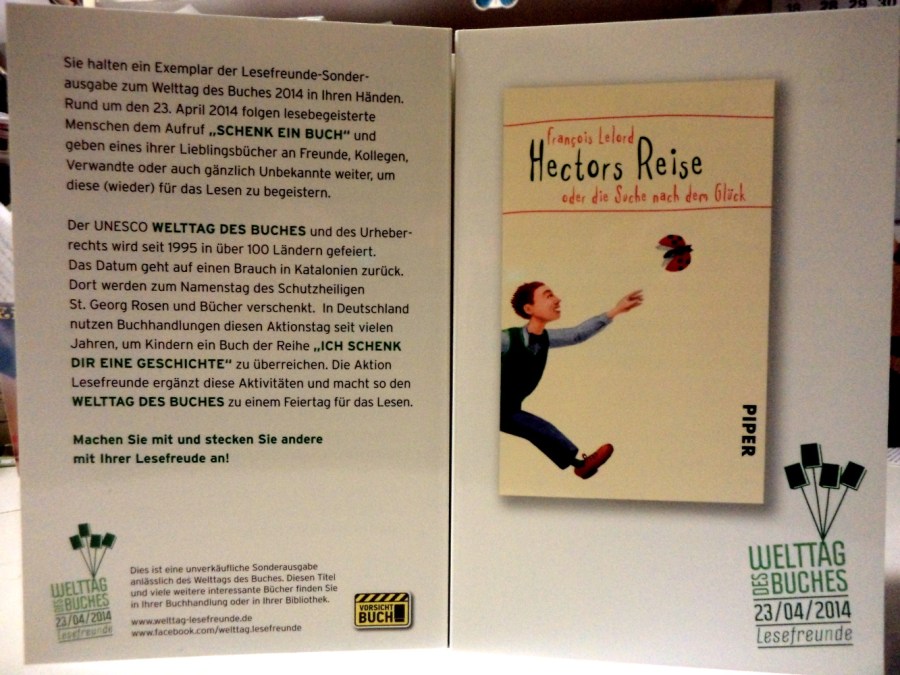 Sie halten ein Exemplar der Lesefreunde-Sonder-
ausgabe zum Welttag des Buches 2014 in Ihren Händen.
Rund um den 23. April 2014 folgen lesebegeisterte
Menschen dem Aufruf „SCHENK EIN BUCH“ und
geben eines ihrer Lieblingsbücher an Freunde, Kollegen,
Verwandte oder auch gänzlich Unbekannte weiter, um
diese (wieder) für das Lesen zu begeistern.
Der UNESCO WELTTAG DES BUCHES und des Urheber-
rechts wird seit 1995 in über 100 Ländern gefeiert.
Das Datum geht auf einen Brauch in Katalonien zurück.
Dort werden zum Namenstag des Schutzheiligen
St. Georg Rosen und Bücher verschenkt. In Deutschland
nutzen Buchhandlungen diesen Aktionstag seit vielen
Jahren, um Kindern ein Buch der Reihe „ICH SCHENK
DIR EINE GESCHICHTE“ zu überreichen. Die Aktion
Lesefreunde ergänzt diese Aktivitäten und macht so den
WELTTAG DES BUCHES zu einem Feiertag für das Lesen.
Machen Sie mit und stecken Sie andere
mit Ihrer Lesefreude an!
WELTTAG
DES BUCHES
23/04/2014
Lesefreunde
Dies ist eine unverkäufliche Sonderausgabe
anlässlich des Welttags des Buches. Diesen Titel
und viele weitere interessante Bücher finden Sie
in Ihrer Buchhandlung oder in Ihrer Bibliothek.
www.welttag-lesefreunde.de
www.facebook.com/welttag.lesefreunde
VORSICHT
BUCH!
François Lelord
Hectors Reise
oder die Suche nach dem Glück
PIPER
WELTTAG
DES BUCHES
23/04/2014
Lesefreunde
28 29 30